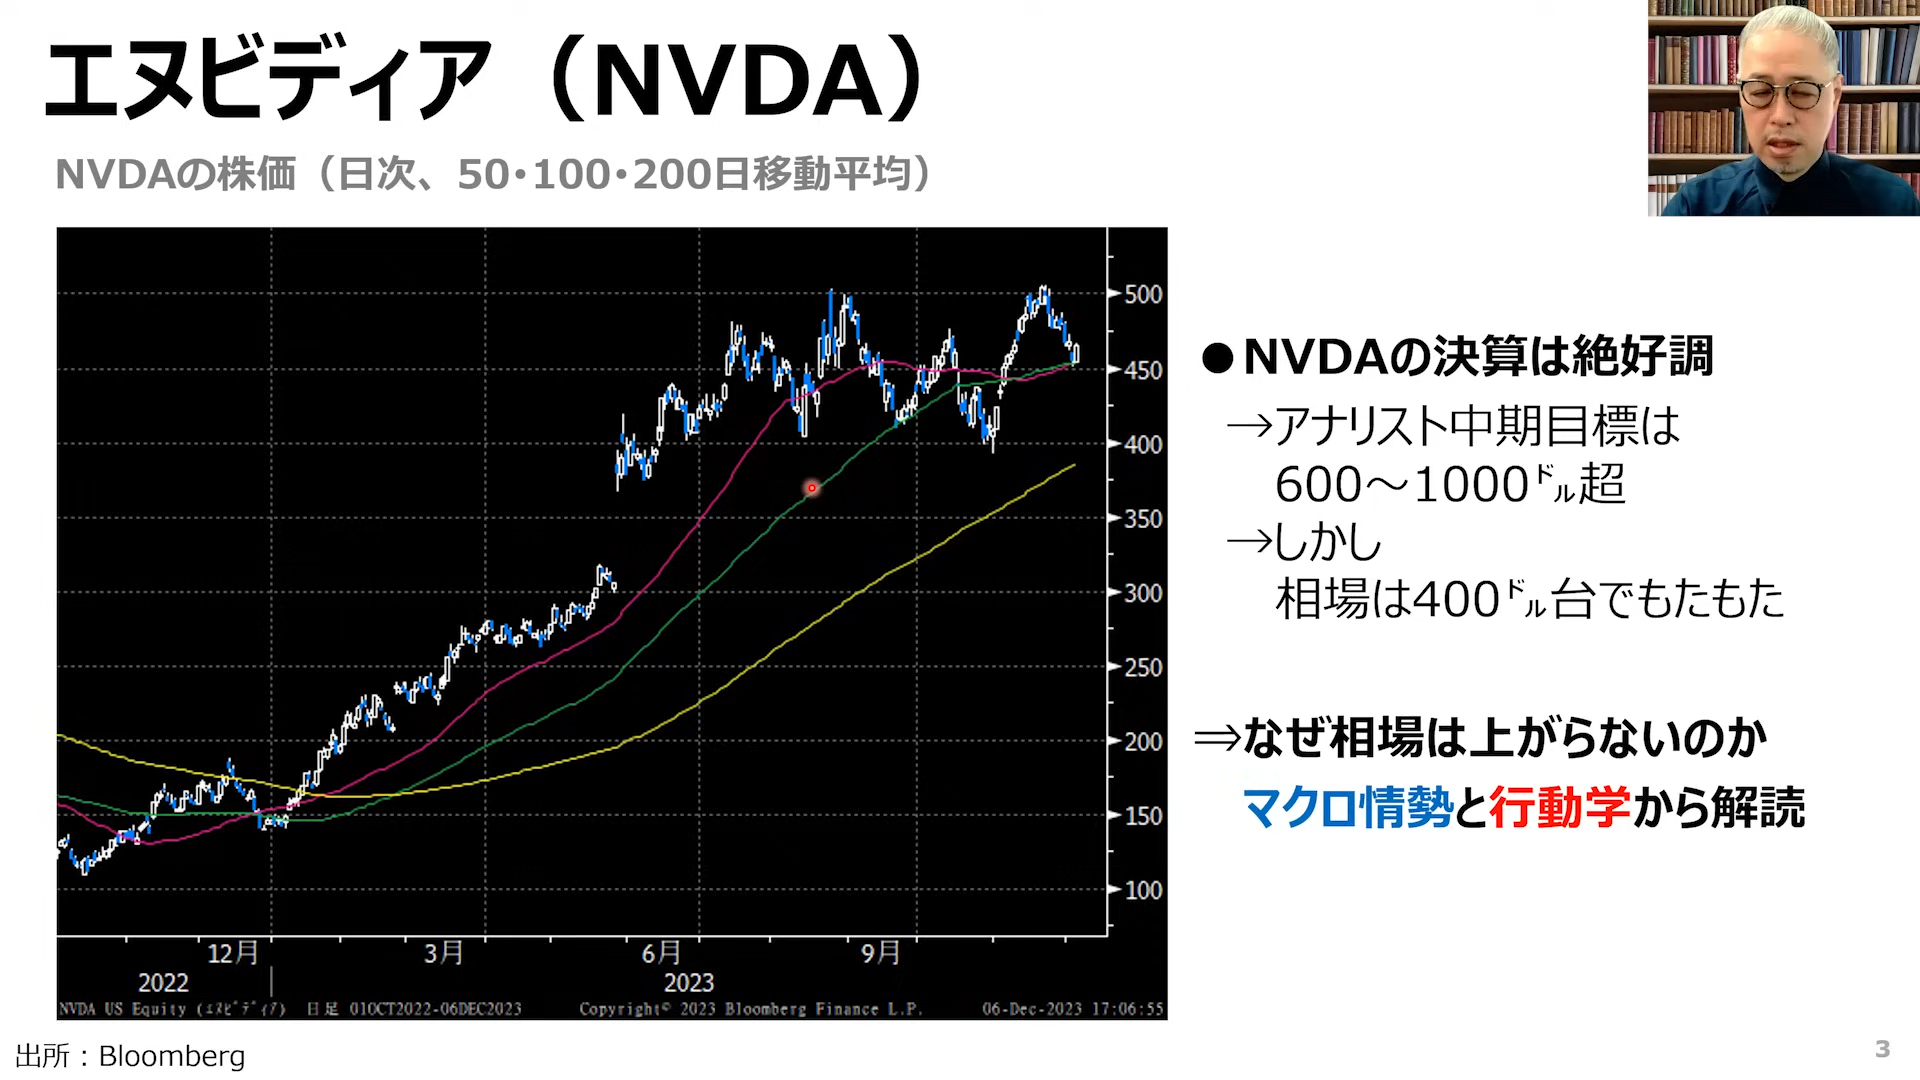 エヌビディア（NVDA）
NVDAの株価（日次、50・100・200日移動平均）
500
450
400
350
300
250
200
150
100
12月
3月
6月
9月
2022
2023
NVDA US Equity (ｴﾇﾋﾞﾃﾞｨｱ) 日足 01OCT2022-06DEC2023
Copyright© 2023 Bloomberg Finance L.P.
06-Dec-2023 17:06:55
●NVDAの決算は絶好調
→アナリスト中期目標は
600～1000㌦超
→しかし
相場は400㌦台でもたもた
⇒なぜ相場は上がらないのか
マクロ情勢と行動学から解読
出所：Bloomberg
3